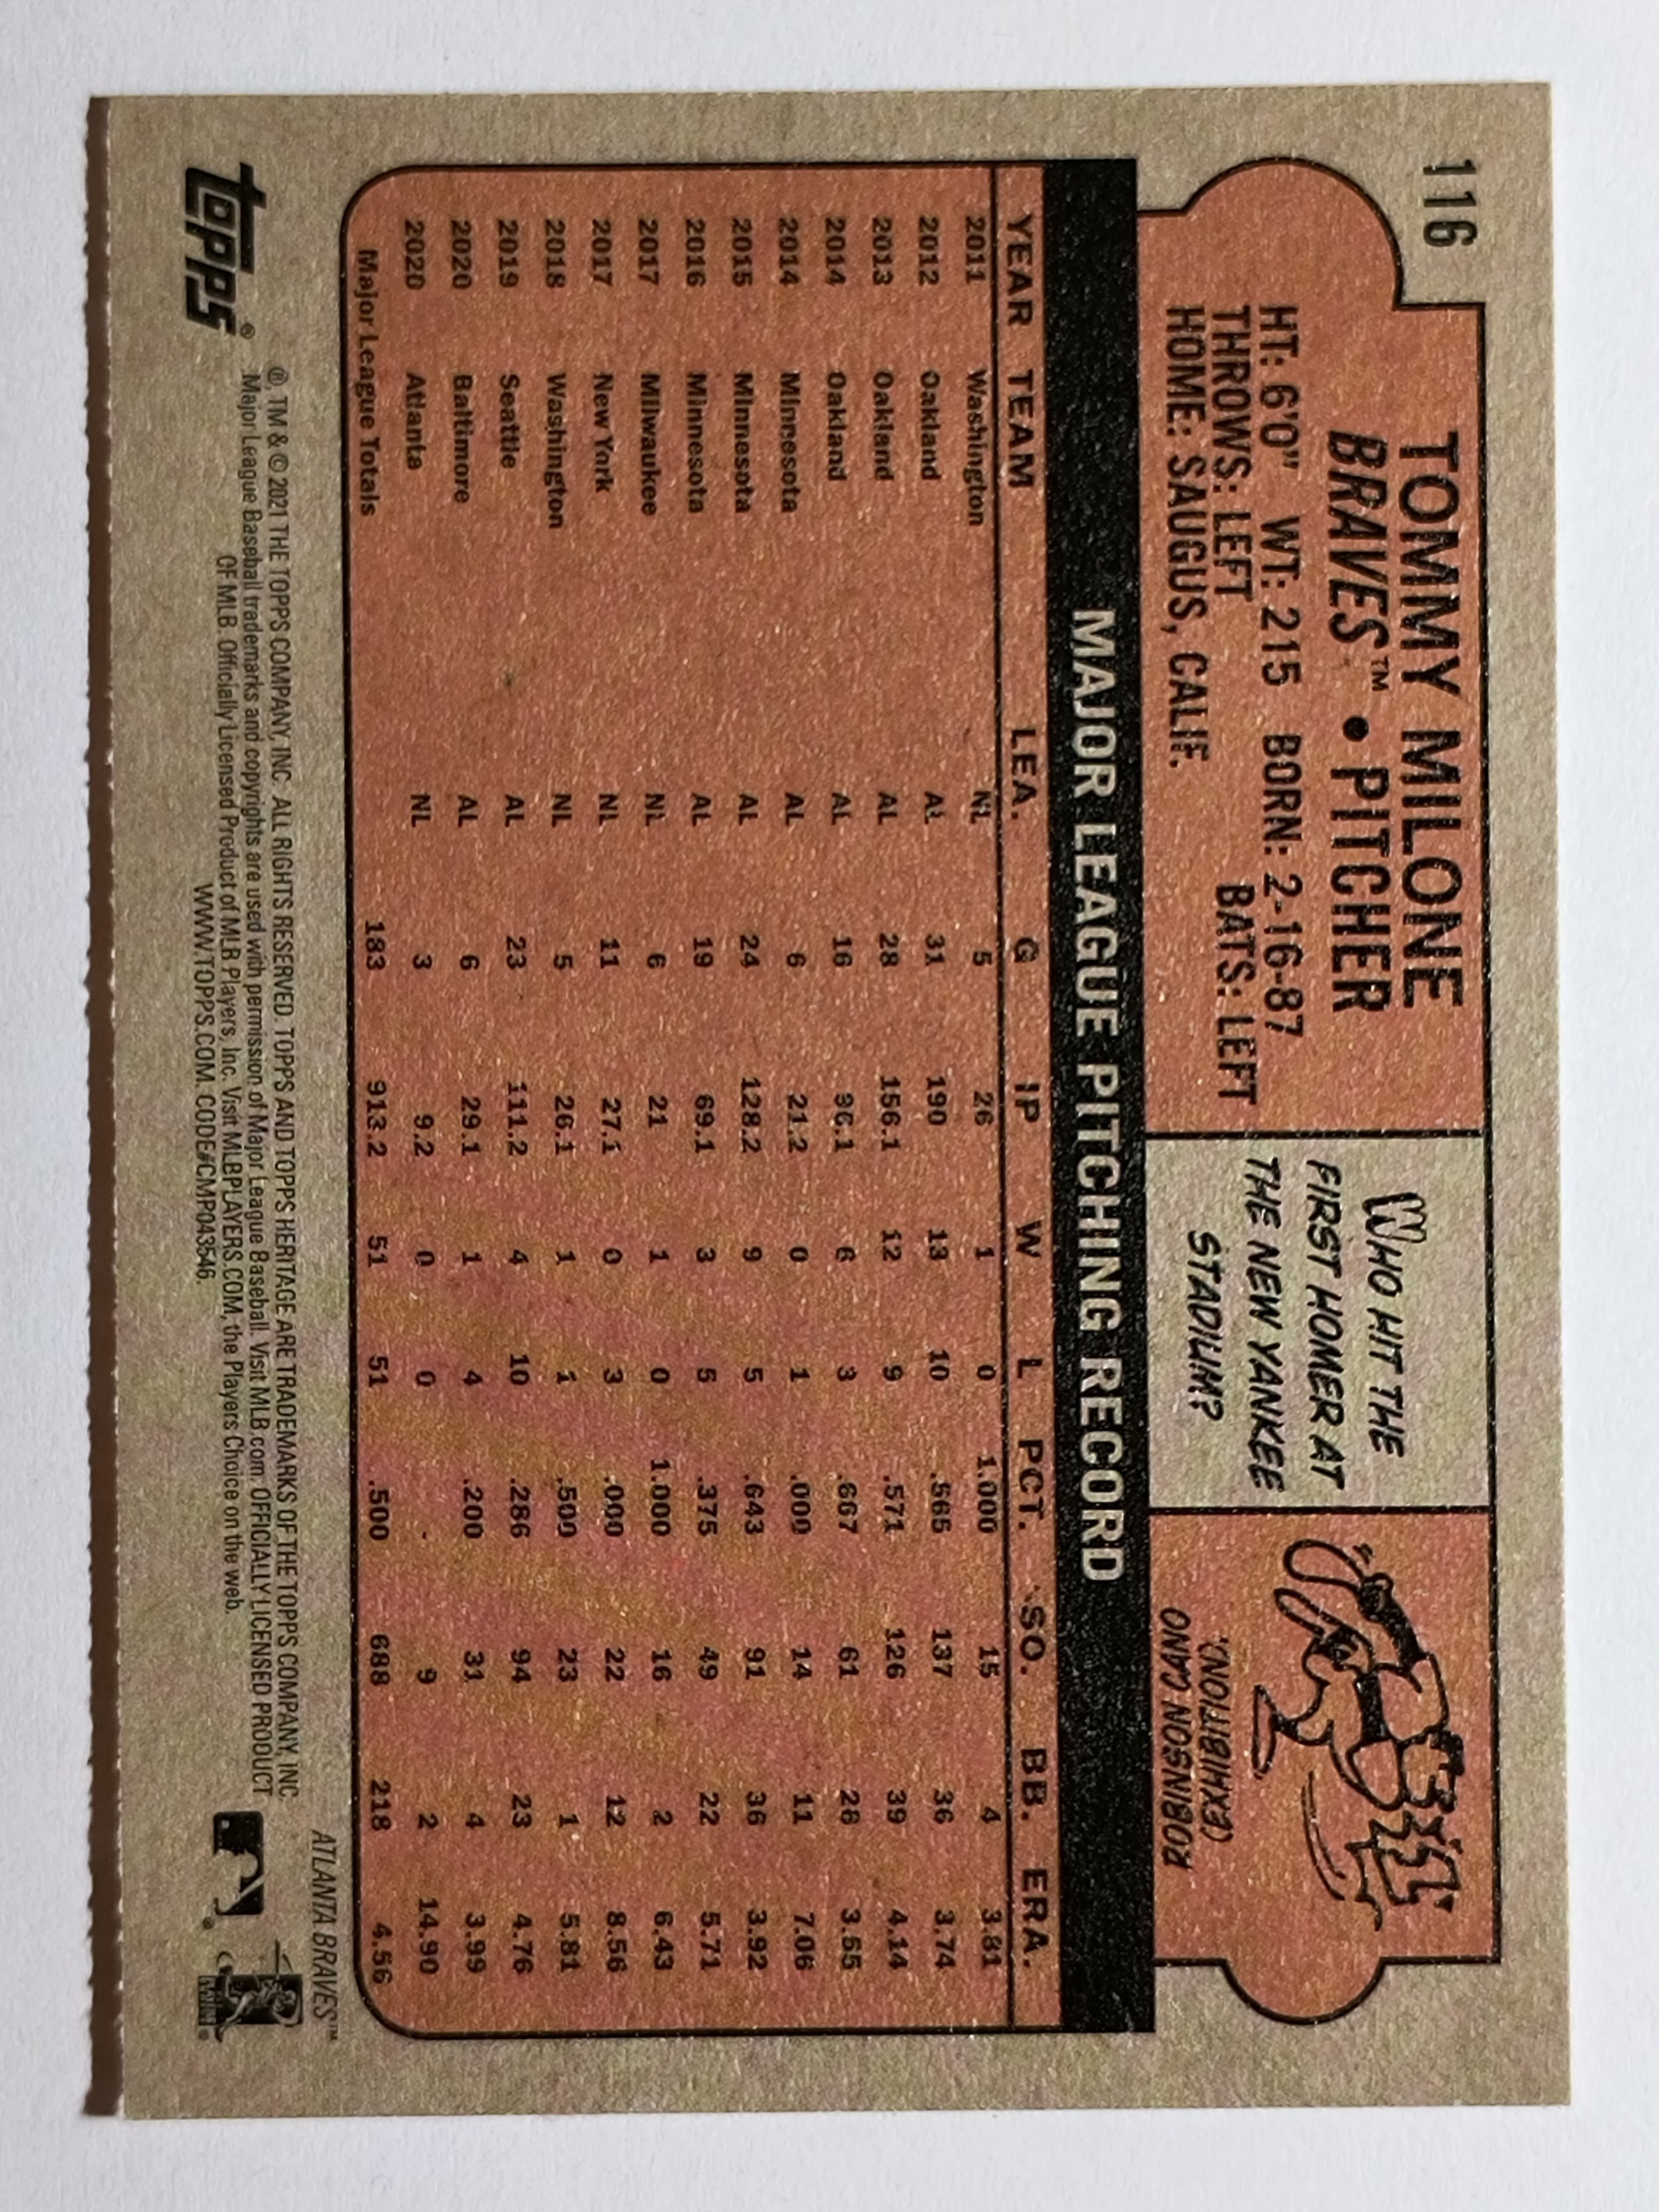 116
TOMMY MILONE
BRAVES™ • PITCHER
HT: 6'0" WT: 215 BORN: 2-16-87
THROWS: LEFT BATS: LEFT
HOME: SAUGUS, CALIF.
WHO HIT THE
FIRST HOMER AT
THE NEW YANKEE
STADIUM?
ROBINSON CANO
(EXHIBITION).
MAJOR LEAGUE PITCHING RECORD
YEAR TEAM LEA. G IP W L PCT. SO. BB. ERA.
2011 Washington NL 5 26 1 0 1.000 15 4 3.81
2012 Oakland AL 31 190 13 10 .565 137 36 3.74
2013 Oakland AL 28 156.1 12 9 .571 126 39 4.14
2014 Oakland AL 16 96.1 6 3 .667 61 26 3.55
2014 Minnesota AL 6 21.2 0 1 .000 14 11 7.06
2015 Minnesota AL 24 128.2 9 5 .643 91 36 3.92
2016 Minnesota AL 19 69.1 3 5 .375 49 22 5.71
2017 Milwaukee NL 6 21 1 0 1.000 16 2 6.43
2017 New York NL 11 27.1 0 3 .000 22 12 8.56
2018 Washington NL 5 26.1 1 1 .500 23 1 5.81
2019 Seattle AL 23 111.2 4 10 .286 94 23 4.76
2020 Baltimore AL 6 29.1 1 4 .200 31 4 3.99
2020 Atlanta NL 3 9.2 0 0 - 9 2 14.90
Major League Totals 183 913.2 51 51 .500 688 218 4.56
ATLANTA BRAVES™
topps®
® TM & © 2021 THE TOPPS COMPANY, INC. ALL RIGHTS RESERVED. TOPPS AND TOPPS HERITAGE ARE TRADEMARKS OF THE TOPPS COMPANY, INC.
Major League Baseball trademarks and copyrights are used with permission of Major League Baseball. Visit MLB.com. OFFICIALLY LICENSED PRODUCT
OF MLB. Officially Licensed Product of MLB Players, Inc. Visit MLBPLAYERS.COM, the Players Choice on the web.
WWW.TOPPS.COM. CODE#CMP043546.